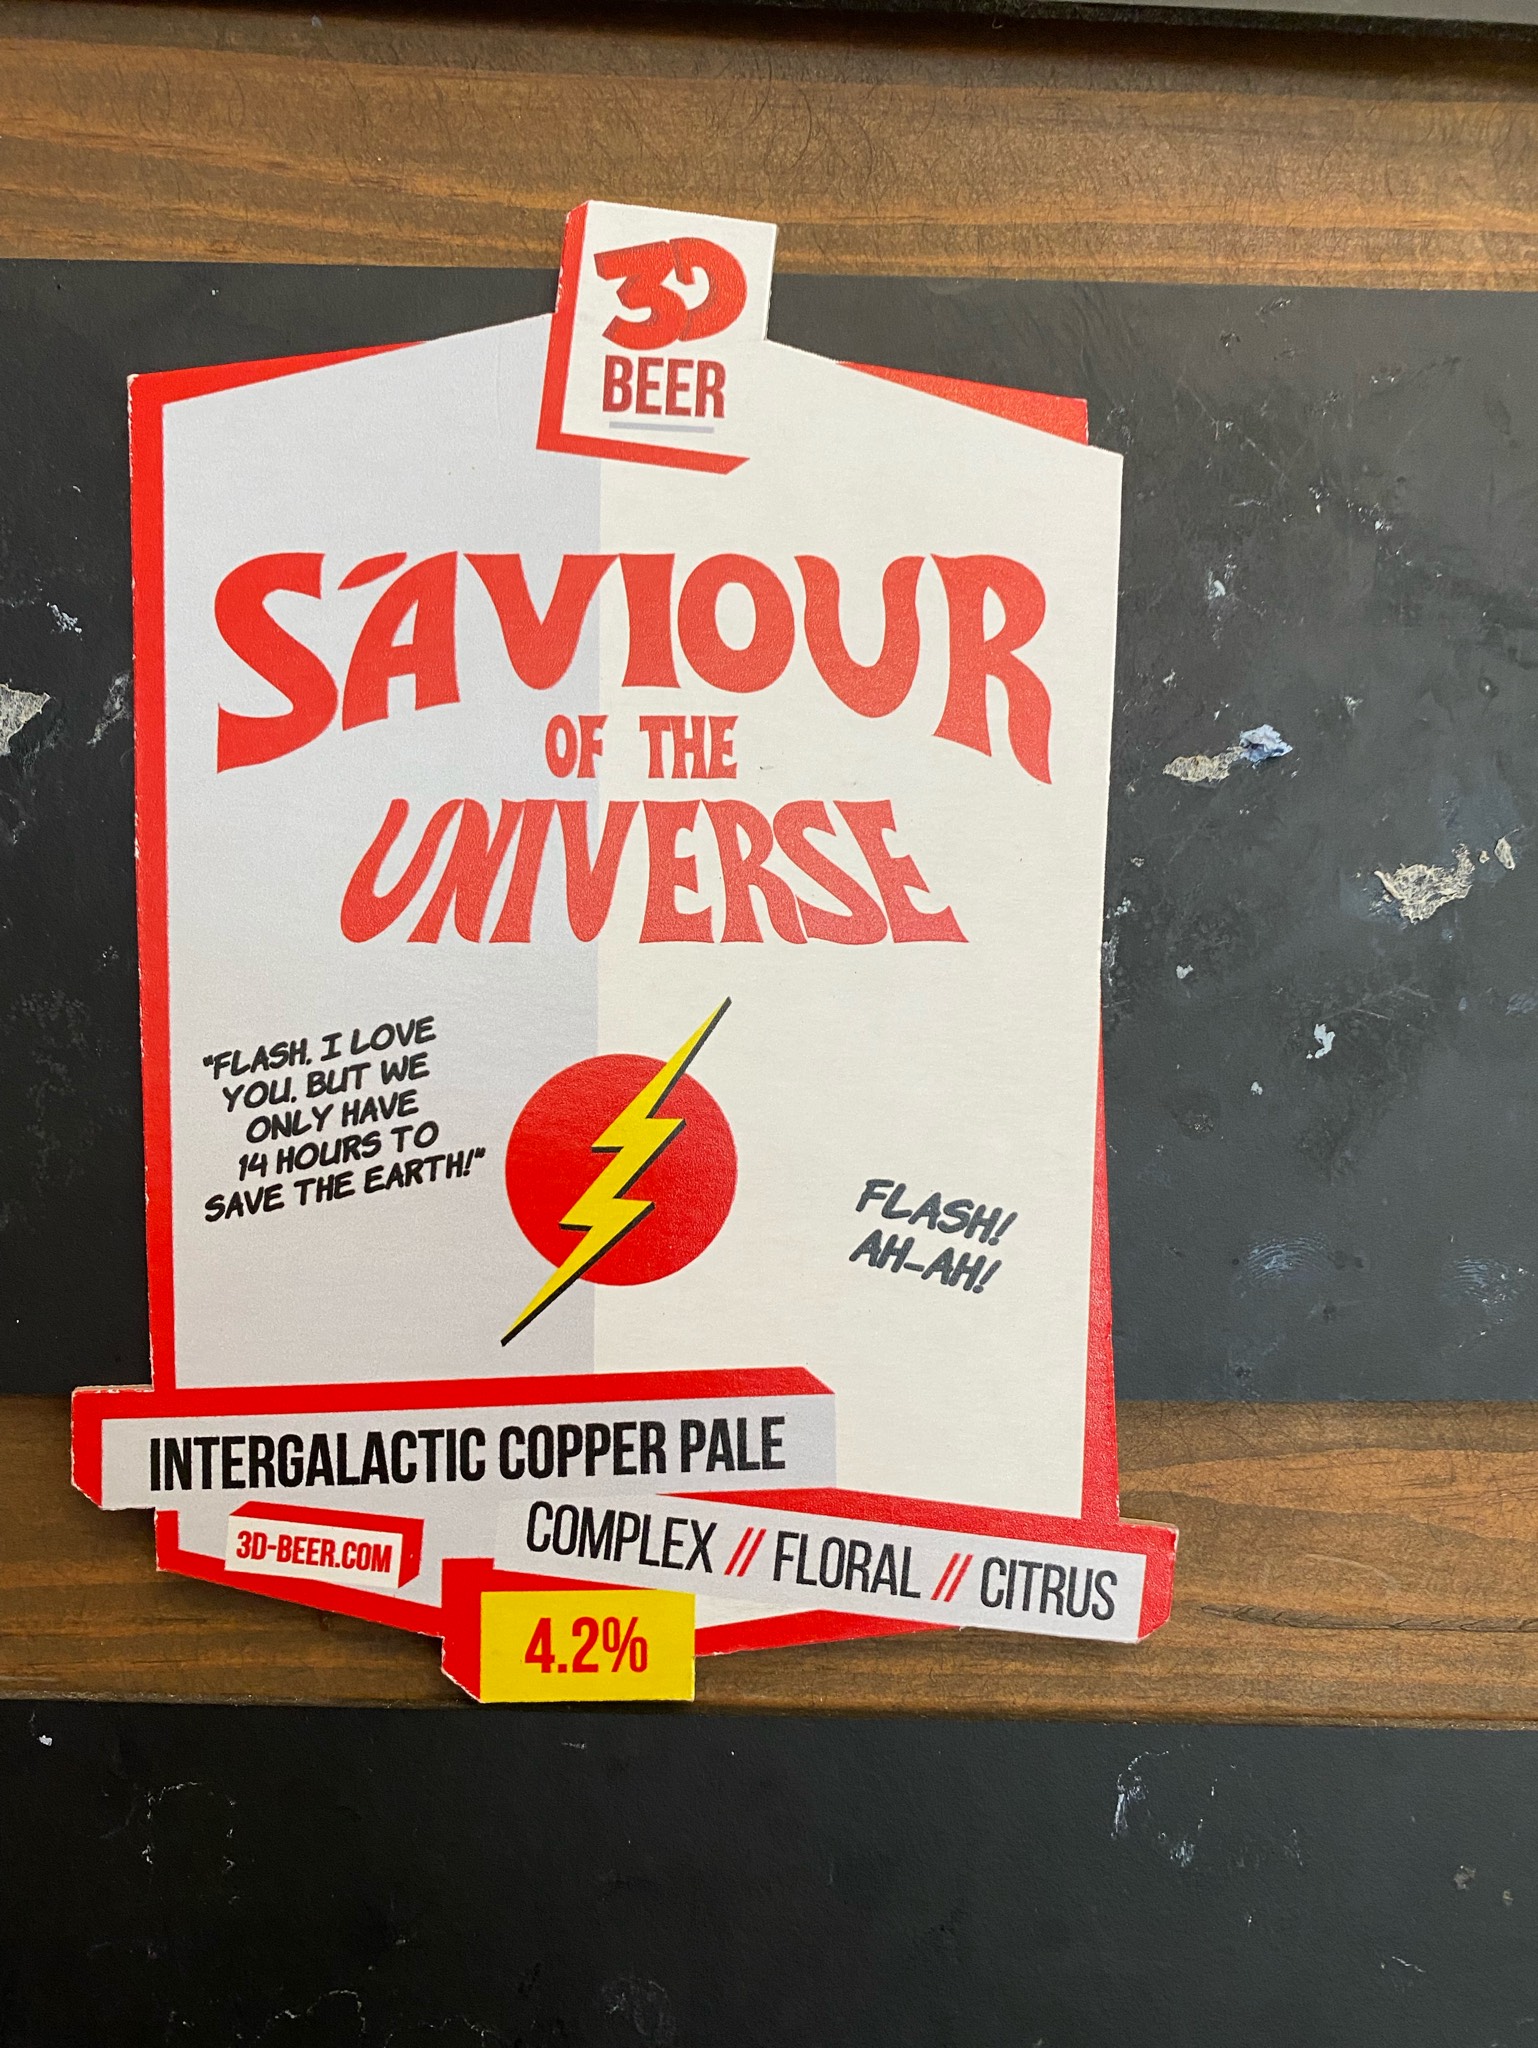 3D
BEER
SAVIOUR
OF THE
UNIVERSE
"FLASH. I LOVE
YOU. BUT WE
ONLY HAVE
14 HOURS TO
SAVE THE EARTH!"
FLASH!
AH-AH!
INTERGALACTIC COPPER PALE
COMPLEX // FLORAL // CITRUS
3D-BEER.COM
4.2%